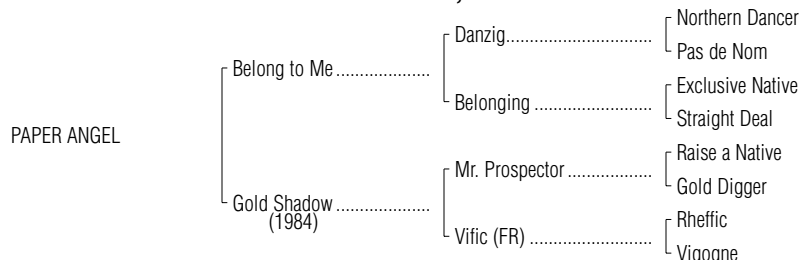 Northern Dancer
Danzig
Pas de Nom
Belong to Me
Exclusive Native
Belonging
Straight Deal
PAPER ANGEL
Raise a Native
Mr. Prospector
Gold Digger
Gold Shadow
(1984)
Rheffic
Vific (FR)
Vigogne